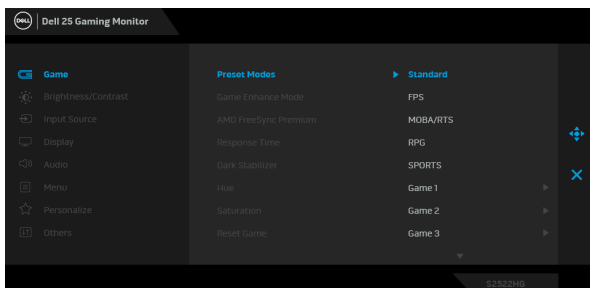 DELL
Dell 25 Gaming Monitor
Game
Brightness/Contrast
Input Source
Display
Audio
Menu
Personalize
Others
Preset Modes
Game Enhance Mode
AMD FreeSync Premium
Response Time
Dark Stabilizer
Hue
Saturation
Reset Game
Standard
FPS
MOBA/RTS
RPG
SPORTS
Game 1
Game 2
Game 3
S2522HG